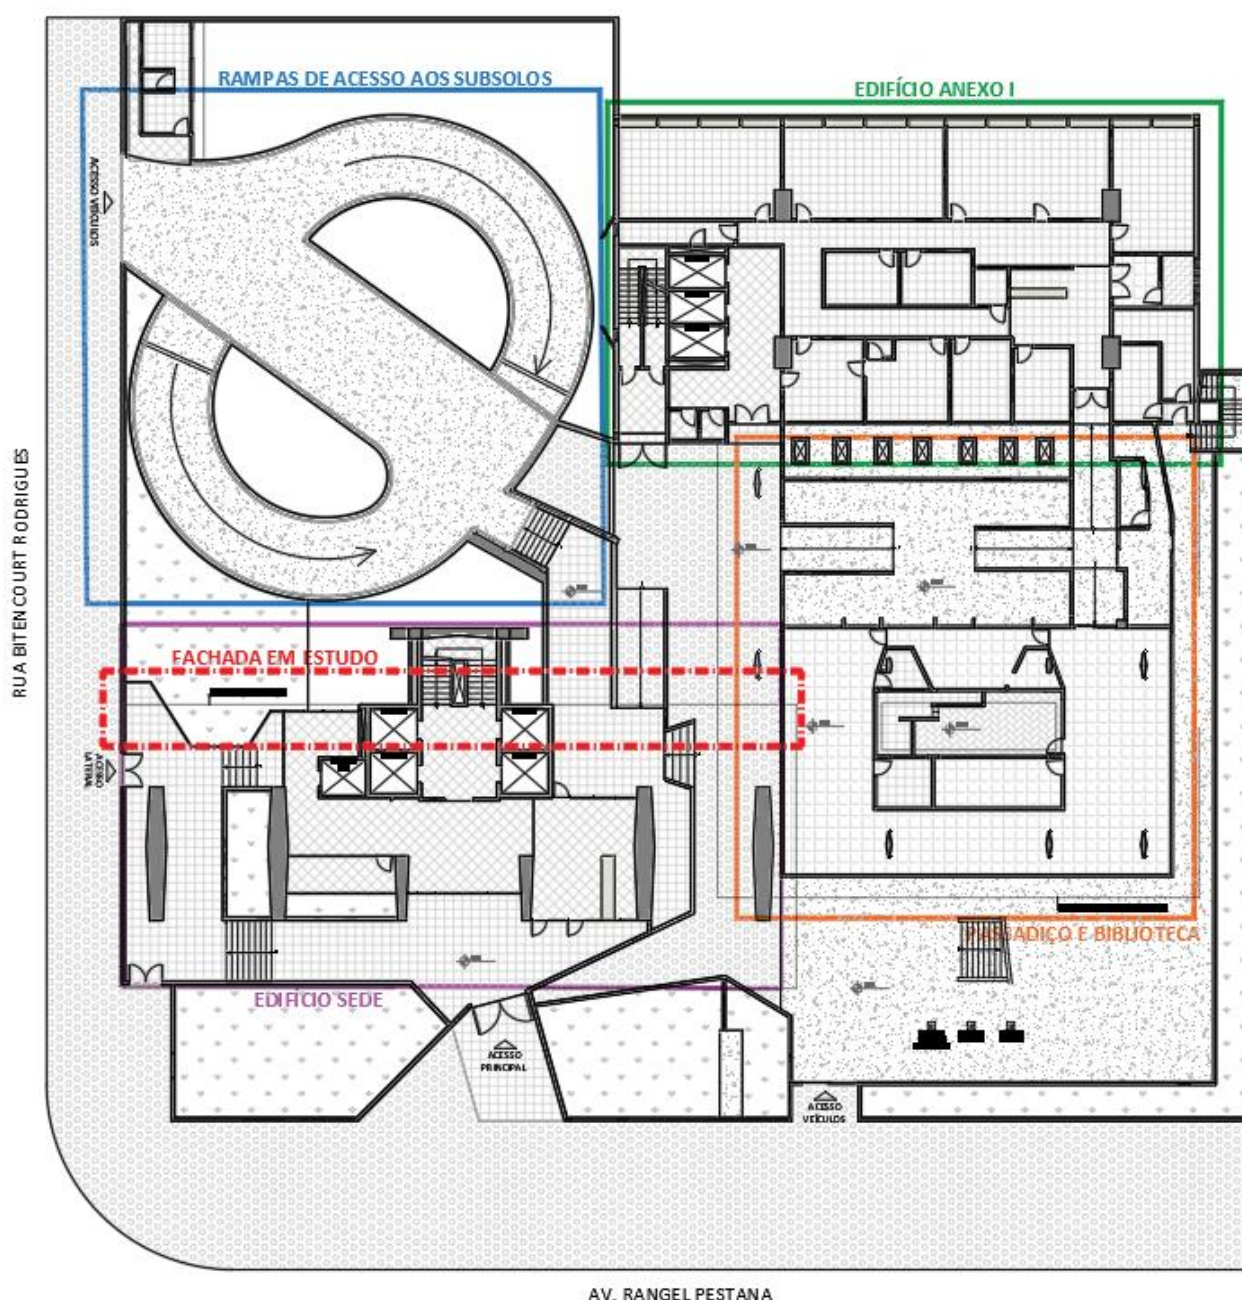 RAMPAS DE ACESSO AOS SUBSOLOS
EDIFÍCIO ANEXO I
ACESSO VEÍCULOS
RUA BITENCOURT RODRIGUES
FACHADA EM ESTUDO
ACESSO
LATERAL
PASSADIÇO E BIBLIOTECA
EDIFÍCIO SEDE
ACESSO
PRINCIPAL
ACESSO
VEÍCULOS
AV. RANGEL PESTANA